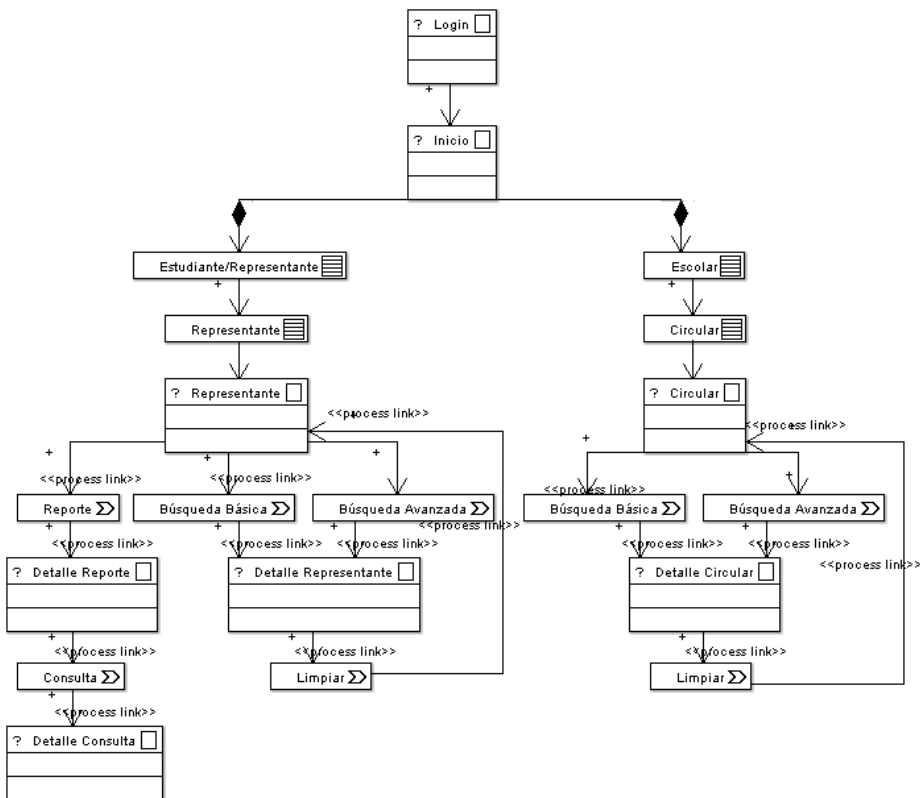 ? Login
+
? Inicio
Estudiante/Representante
Escolar
+
+
Representante
Circular
? Representante
? Circular
<<process link>>
+
<<process link>>
+
+
+
+
+
+
<<process link>>
<<process link>>
<<process link>>
Reporte
Búsqueda Básica
Búsqueda Avanzada
Búsqueda Básica
Búsqueda Avanzada
+
+
+
<<process link>>
+
+
<<process link>>
<<process link>>
<<process link>>
<<process link>>
<<process link>>
<<process link>>
? Detalle Reporte
? Detalle Representante
? Detalle Circular
+
+
+
<<process link>>
<<process link>>
<<process link>>
Consulta
Limpiar
Limpiar
+
<<process link>>
? Detalle Consulta